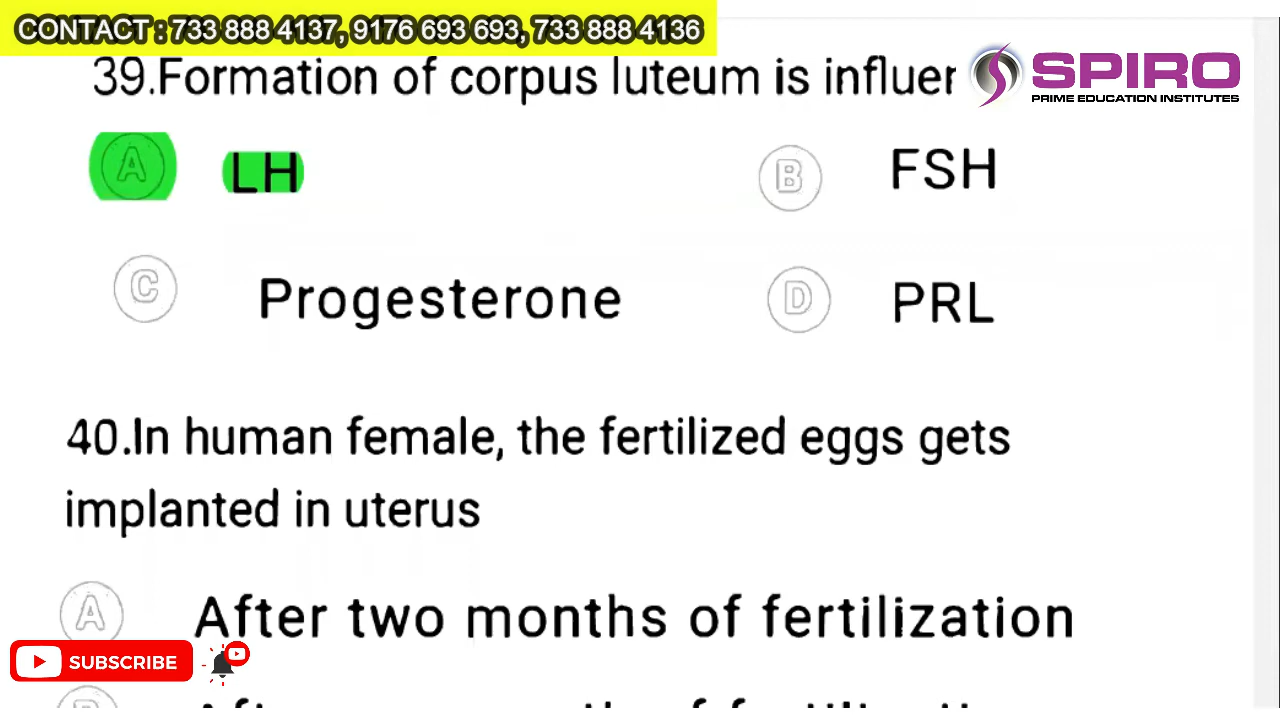 CONTACT : 733 888 4137, 9176 693 693, 733 888 4136
SPIRO
PRIME EDUCATION INSTITUTES
39.Formation of corpus luteum is influen
A LH
B FSH
C Progesterone
D PRL
40.In human female, the fertilized eggs gets
implanted in uterus
A After two months of fertilization
SUBSCRIBE